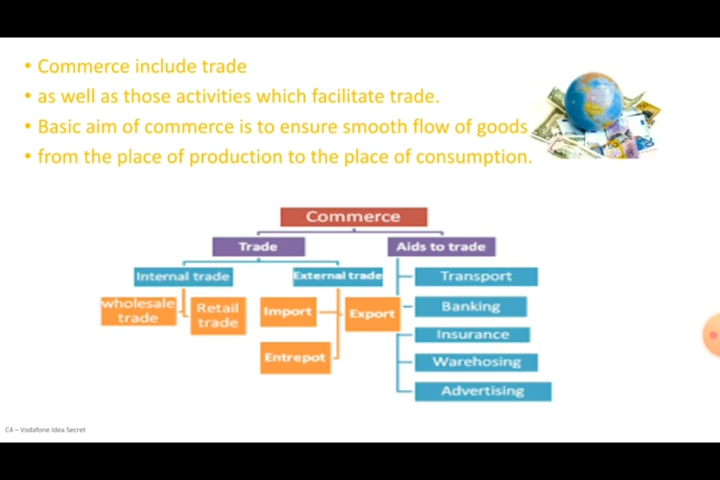 • Commerce include trade
• as well as those activities which facilitate trade.
• Basic aim of commerce is to ensure smooth flow of goods
• from the place of production to the place of consumption.
Commerce
Trade
Aids to trade
Internal trade
External trade
wholesale
trade
Retail
trade
Import
Export
Entrepot
Transport
Banking
Insurance
Warehosing
Advertising
C4 – Vodafone Idea Secret